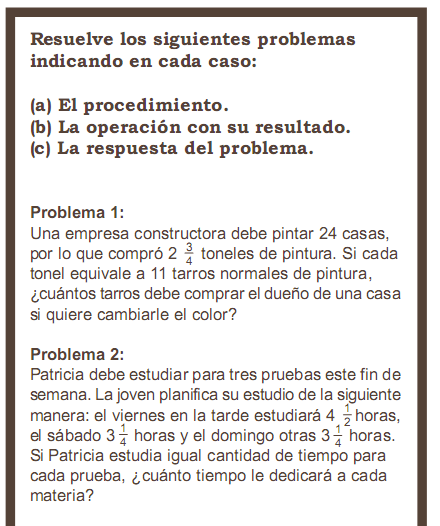 Resuelve los siguientes problemas
indicando en cada caso:
(a) El procedimiento.
(b) La operación con su resultado.
(c) La respuesta del problema.
Problema 1:
Una empresa constructora debe pintar 24 casas,
por lo que compró 2 3/4 toneles de pintura. Si cada
tonel equivale a 11 tarros normales de pintura,
¿cuántos tarros debe comprar el dueño de una casa
si quiere cambiarle el color?
Problema 2:
Patricia debe estudiar para tres pruebas este fin de
semana. La joven planifica su estudio de la siguiente
manera: el viernes en la tarde estudiará 4 1/2 horas,
el sábado 3 1/4 horas y el domingo otras 3 1/4 horas.
Si Patricia estudia igual cantidad de tiempo para
cada prueba, ¿cuánto tiempo le dedicará a cada
materia?